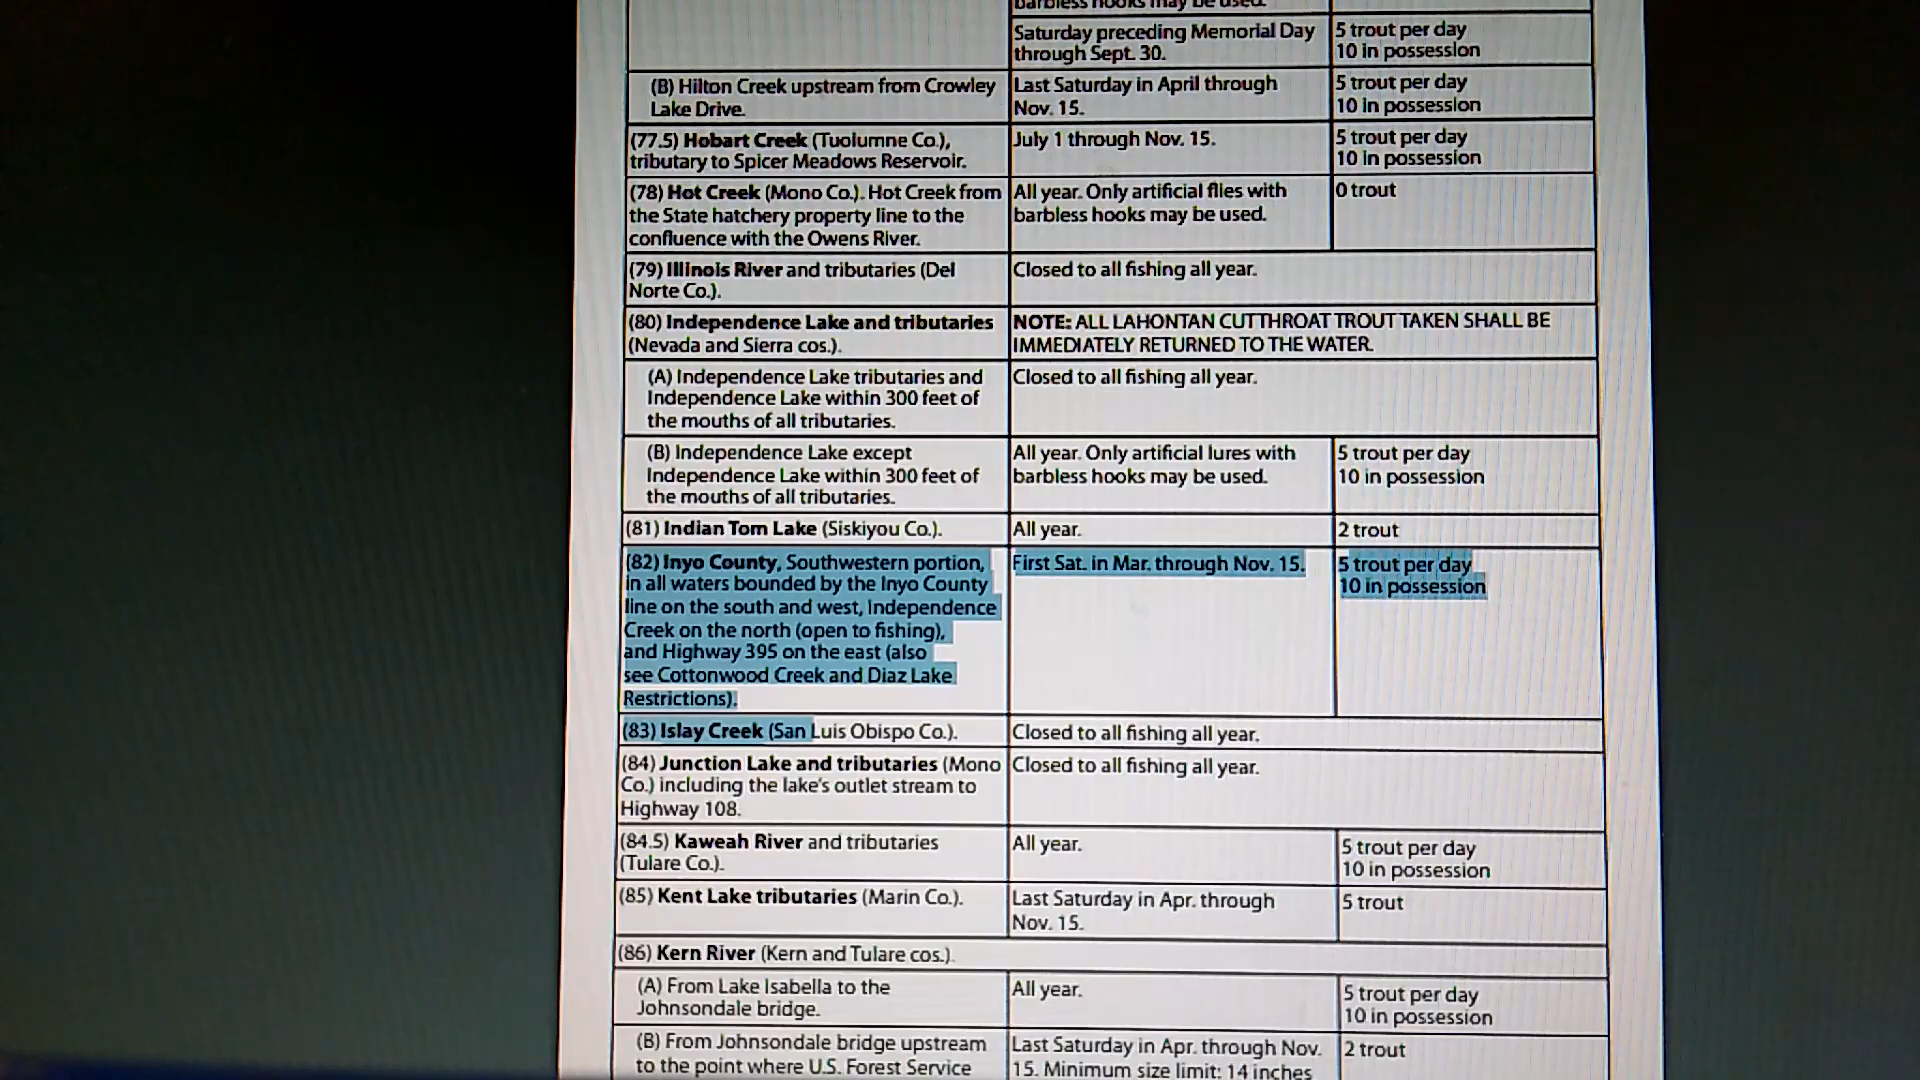 barbless hooks may be used.
Saturday preceding Memorial Day
through Sept. 30.
5 trout per day
10 in possession
(B) Hilton Creek upstream from Crowley
Lake Drive.
Last Saturday in April through
Nov. 15.
5 trout per day
10 in possession
(77.5) Hobart Creek (Tuolumne Co.),
tributary to Spicer Meadows Reservoir.
July 1 through Nov. 15.
5 trout per day
10 in possession
(78) Hot Creek (Mono Co.). Hot Creek from
the State hatchery property line to the
confluence with the Owens River.
All year. Only artificial flies with
barbless hooks may be used.
0 trout
(79) Illinois River and tributaries (Del
Norte Co.).
Closed to all fishing all year.
(80) Independence Lake and tributaries
(Nevada and Sierra cos.).
NOTE: ALL LAHONTAN CUTTHROAT TROUT TAKEN SHALL BE
IMMEDIATELY RETURNED TO THE WATER.
(A) Independence Lake tributaries and
Independence Lake within 300 feet of
the mouths of all tributaries.
Closed to all fishing all year.
(B) Independence Lake except
Independence Lake within 300 feet of
the mouths of all tributaries.
All year. Only artificial lures with
barbless hooks may be used.
5 trout per day
10 in possession
(81) Indian Tom Lake (Siskiyou Co.).
All year.
2 trout
(82) Inyo County, Southwestern portion,
in all waters bounded by the Inyo County
line on the south and west, Independence
Creek on the north (open to fishing),
and Highway 395 on the east (also
see Cottonwood Creek and Diaz Lake
Restrictions).
First Sat. in Mar. through Nov. 15.
5 trout per day
10 in possession
(83) Islay Creek (San Luis Obispo Co.).
Closed to all fishing all year.
(84) Junction Lake and tributaries (Mono
Co.) including the lake's outlet stream to
Highway 108.
Closed to all fishing all year.
(84.5) Kaweah River and tributaries
(Tulare Co.).
All year.
5 trout per day
10 in possession
(85) Kent Lake tributaries (Marin Co.).
Last Saturday in Apr. through
Nov. 15.
5 trout
(86) Kern River (Kern and Tulare cos.).
(A) From Lake Isabella to the
Johnsondale bridge.
All year.
5 trout per day
10 in possession
(B) From Johnsondale bridge upstream
to the point where U.S. Forest Service
Last Saturday in Apr. through Nov.
15. Minimum size limit: 14 inches
2 trout